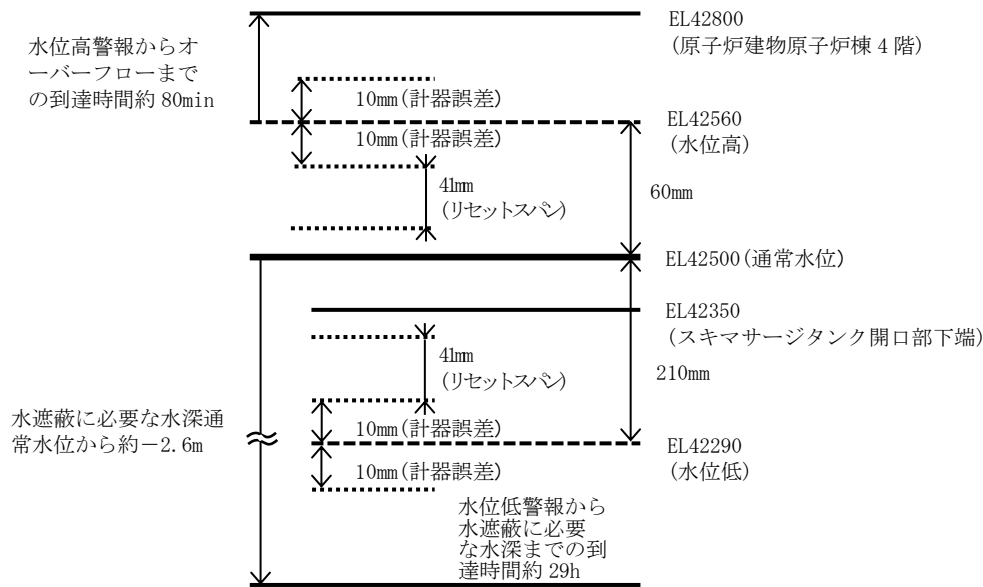 EL42800
(原子炉建物原子炉棟 4 階)
水位高警報からオ
ーバーフローまで
の到達時間約 80min
10mm(計器誤差)
EL42560
(水位高)
10mm(計器誤差)
41mm
(リセットスパン)
60mm
EL42500(通常水位)
EL42350
(スキマサージタンク開口部下端)
41mm
(リセットスパン)
210mm
水遮蔽に必要な水深通
常水位から約－2.6m
10mm(計器誤差)
EL42290
(水位低)
10mm(計器誤差)
水位低警報から
水遮蔽に必要
な水深までの到
達時間約 29h